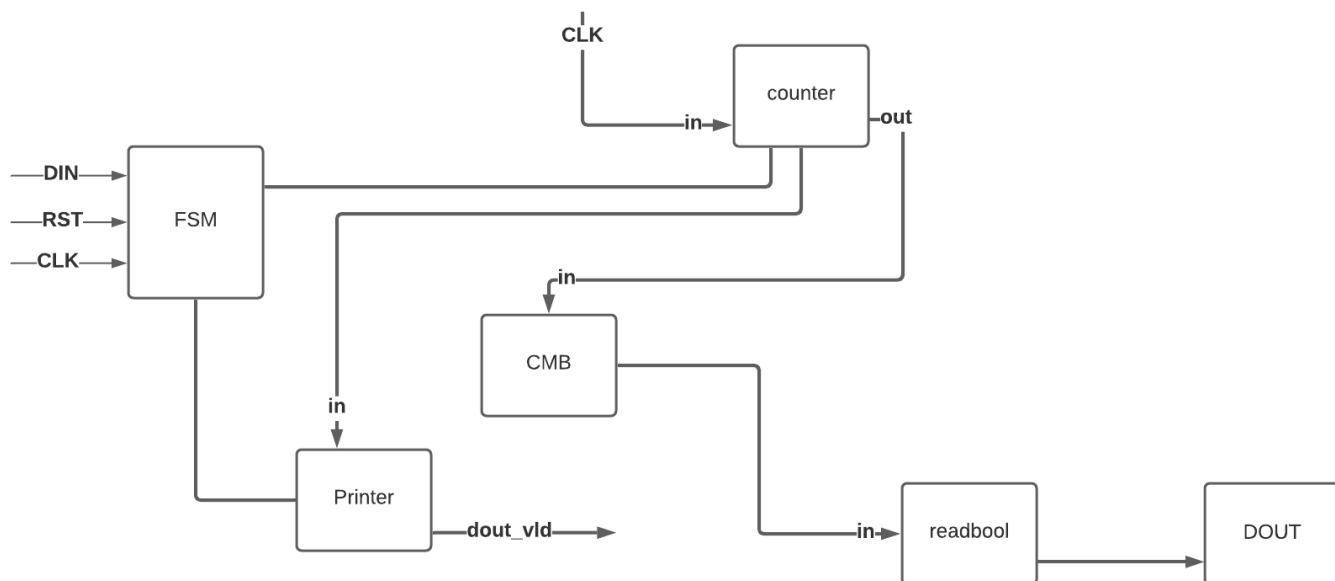 CLK
counter
in
out
DIN
RST
FSM
CLK
in
CMB
in
Printer
dout_vld
in
readbool
DOUT